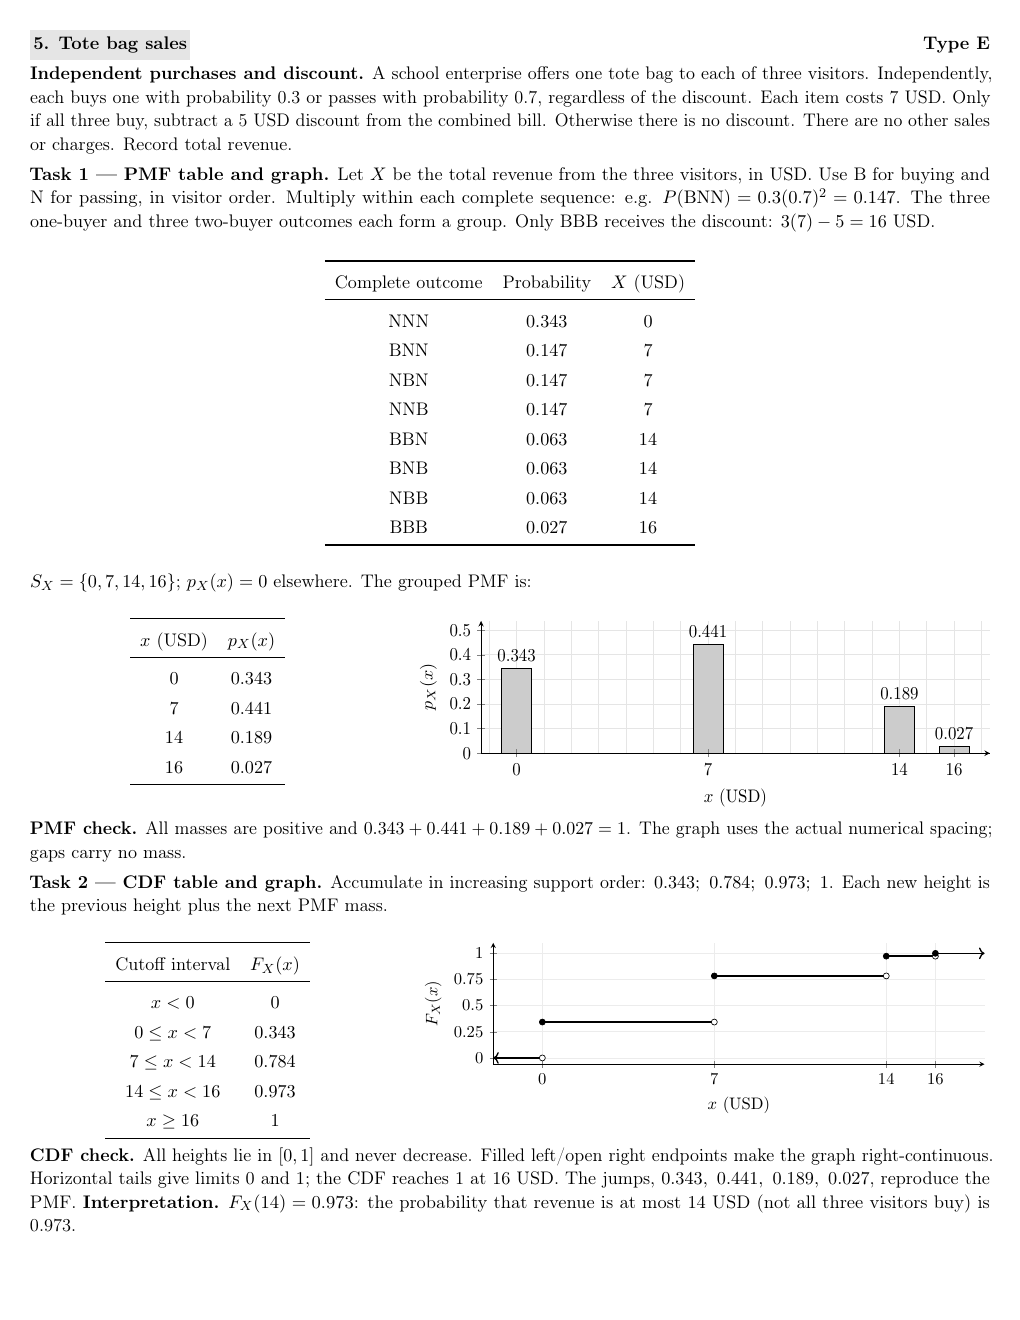 5. Tote bag sales Type E
Independent purchases and discount. A school enterprise offers one tote bag to each of three visitors. Independently,
each buys one with probability 0.3 or passes with probability 0.7, regardless of the discount. Each item costs 7 USD. Only
if all three buy, subtract a 5 USD discount from the combined bill. Otherwise there is no discount. There are no other sales
or charges. Record total revenue.
Task 1 — PMF table and graph. Let X be the total revenue from the three visitors, in USD. Use B for buying and
N for passing, in visitor order. Multiply within each complete sequence: e.g. P(BNN) = 0.3(0.7)² = 0.147. The three
one-buyer and three two-buyer outcomes each form a group. Only BBB receives the discount: 3(7) − 5 = 16 USD.
Complete outcome Probability X (USD)
NNN 0.343 0
BNN 0.147 7
NBN 0.147 7
NNB 0.147 7
BBN 0.063 14
BNB 0.063 14
NBB 0.063 14
BBB 0.027 16
S_X = {0, 7, 14, 16}; p_X(x) = 0 elsewhere. The grouped PMF is:
x (USD) p_X(x)
0 0.343
7 0.441
14 0.189
16 0.027
p_X(x)
0.5
0.4
0.3
0.2
0.1
0
0.343
0.441
0.189
0.027
0 7 14 16
x (USD)
PMF check. All masses are positive and 0.343 + 0.441 + 0.189 + 0.027 = 1. The graph uses the actual numerical spacing;
gaps carry no mass.
Task 2 — CDF table and graph. Accumulate in increasing support order: 0.343; 0.784; 0.973; 1. Each new height is
the previous height plus the next PMF mass.
Cutoff interval F_X(x)
x < 0 0
0 ≤ x < 7 0.343
7 ≤ x < 14 0.784
14 ≤ x < 16 0.973
x ≥ 16 1
F_X(x)
1
0.75
0.5
0.25
0
0 7 14 16
x (USD)
CDF check. All heights lie in [0, 1] and never decrease. Filled left/open right endpoints make the graph right-continuous.
Horizontal tails give limits 0 and 1; the CDF reaches 1 at 16 USD. The jumps, 0.343, 0.441, 0.189, 0.027, reproduce the
PMF. Interpretation. F_X(14) = 0.973: the probability that revenue is at most 14 USD (not all three visitors buy) is
0.973.